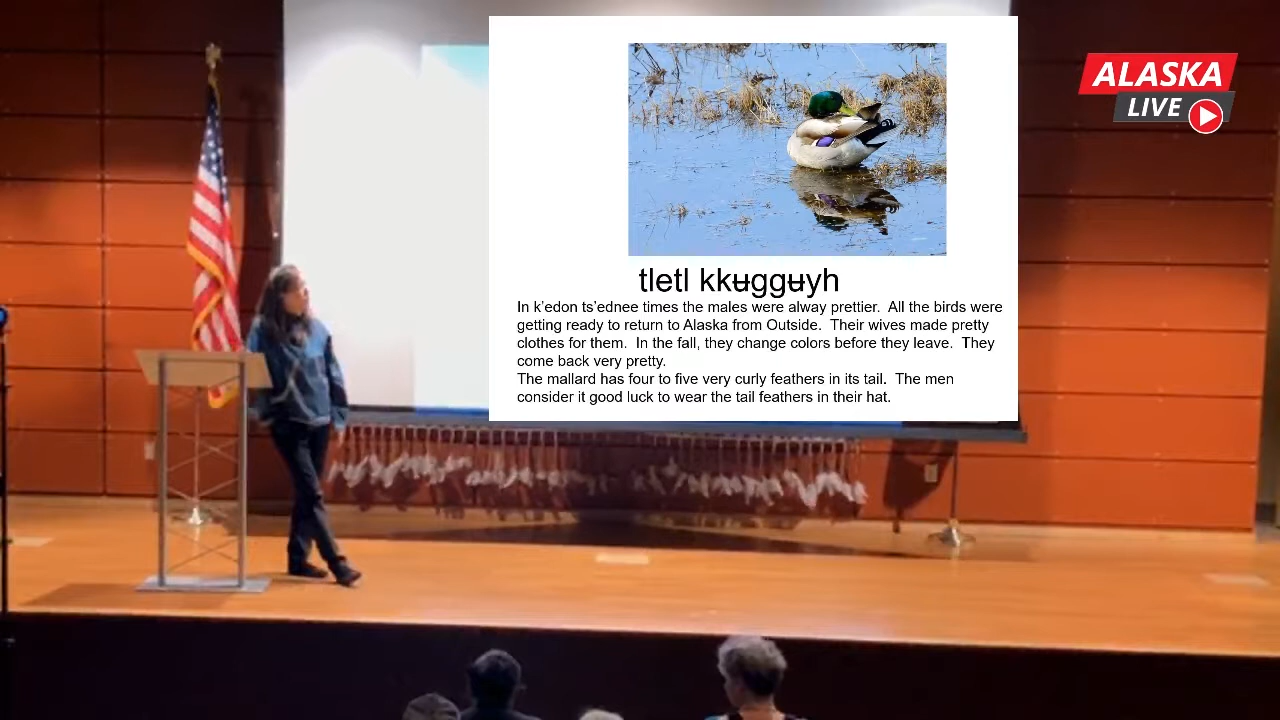 ALASKA
LIVE
tletl kkʉggʉyh
In k'edon ts'ednee times the males were alway prettier.  All the birds were
getting ready to return to Alaska from Outside.  Their wives made pretty
clothes for them.  In the fall, they change colors before they leave.  They
come back very pretty.
The mallard has four to five very curly feathers in its tail.  The men
consider it good luck to wear the tail feathers in their hat.